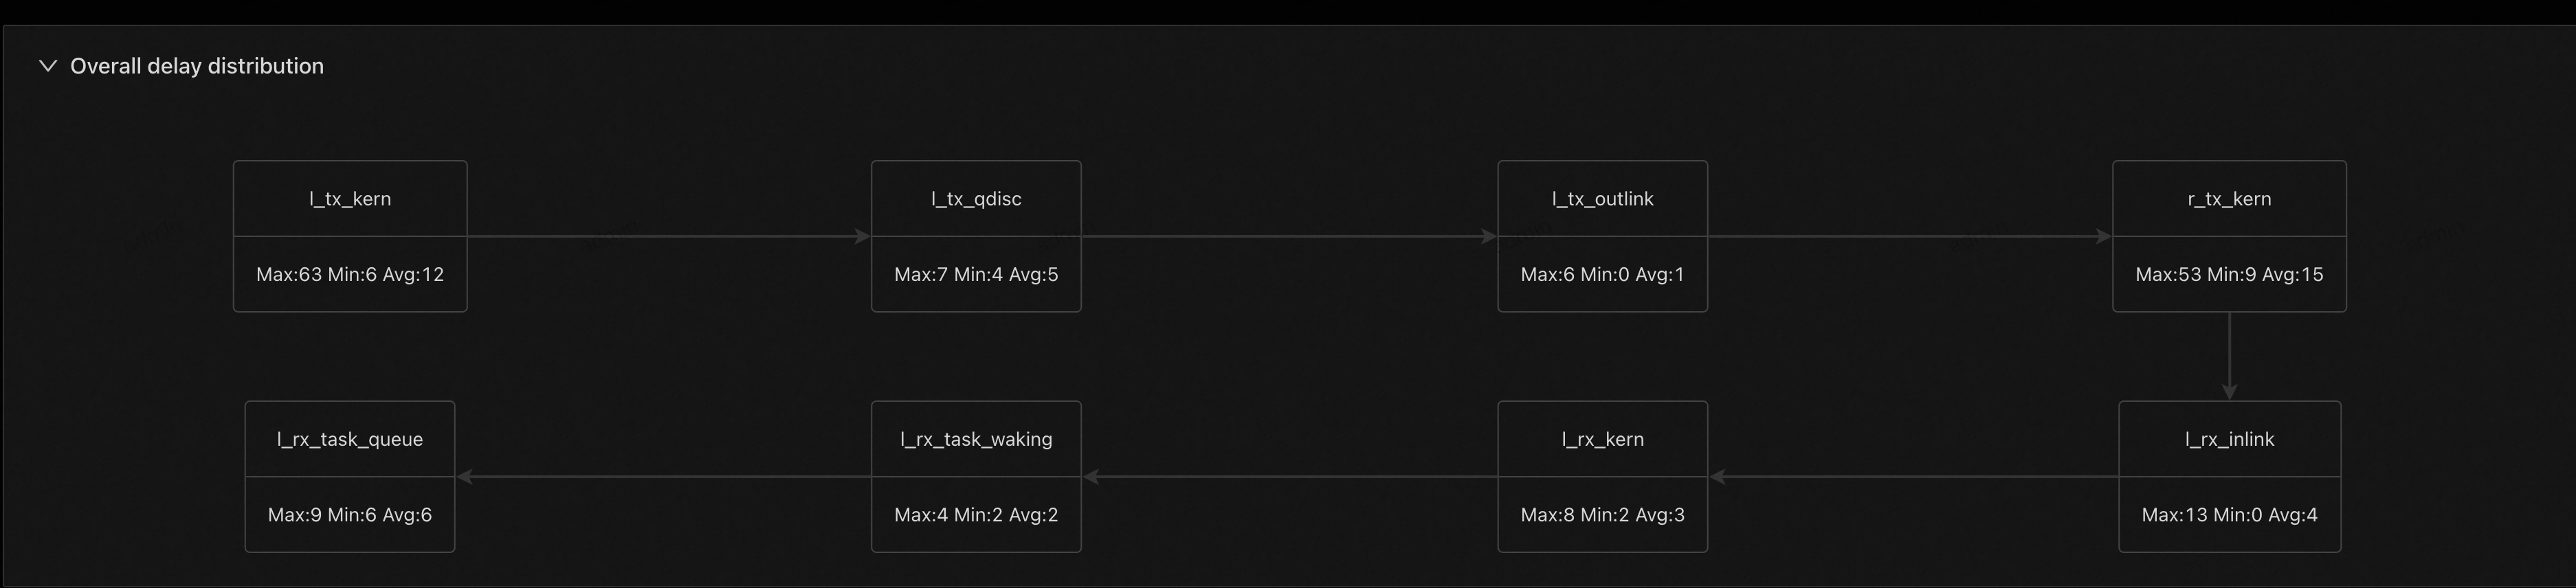 Overall delay distribution
l_tx_kern
Max:63 Min:6 Avg:12
l_tx_qdisc
Max:7 Min:4 Avg:5
l_tx_outlink
Max:6 Min:0 Avg:1
r_tx_kern
Max:53 Min:9 Avg:15
l_rx_task_queue
Max:9 Min:6 Avg:6
l_rx_task_waking
Max:4 Min:2 Avg:2
l_rx_kern
Max:8 Min:2 Avg:3
l_rx_inlink
Max:13 Min:0 Avg:4